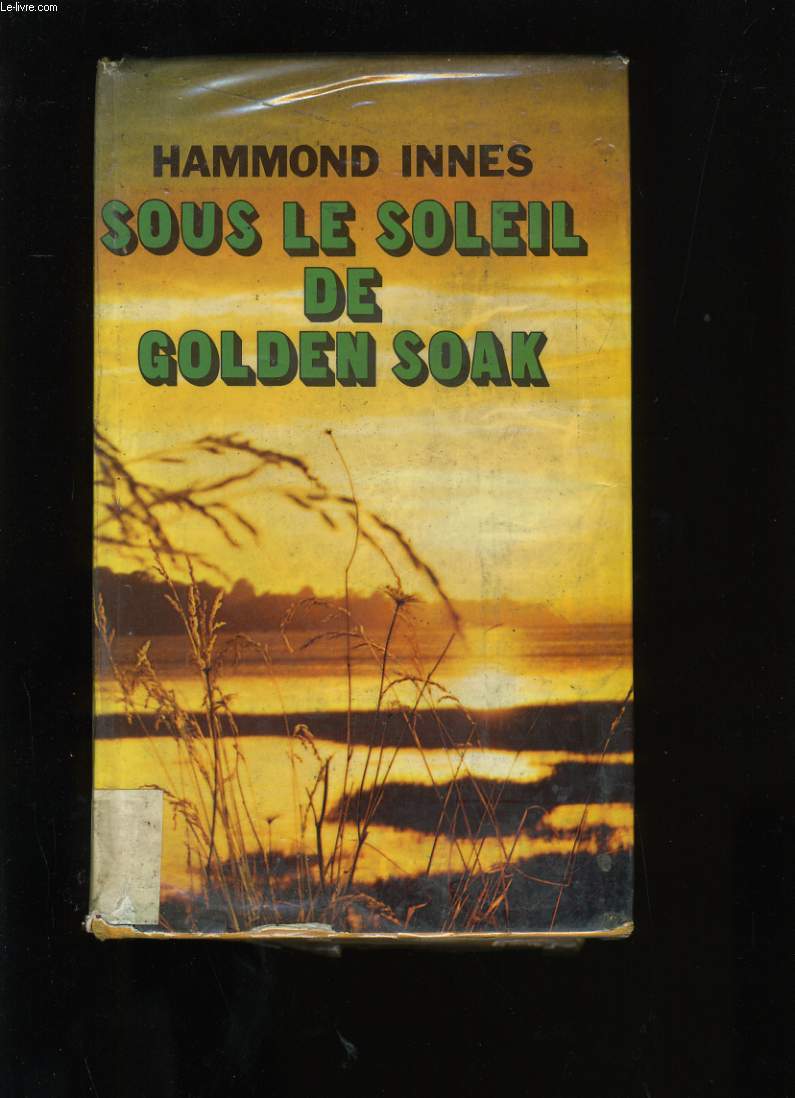 Le-livre.com
HAMMOND INNES
SOUS LE SOLEIL
DE
GOLDEN SOAK